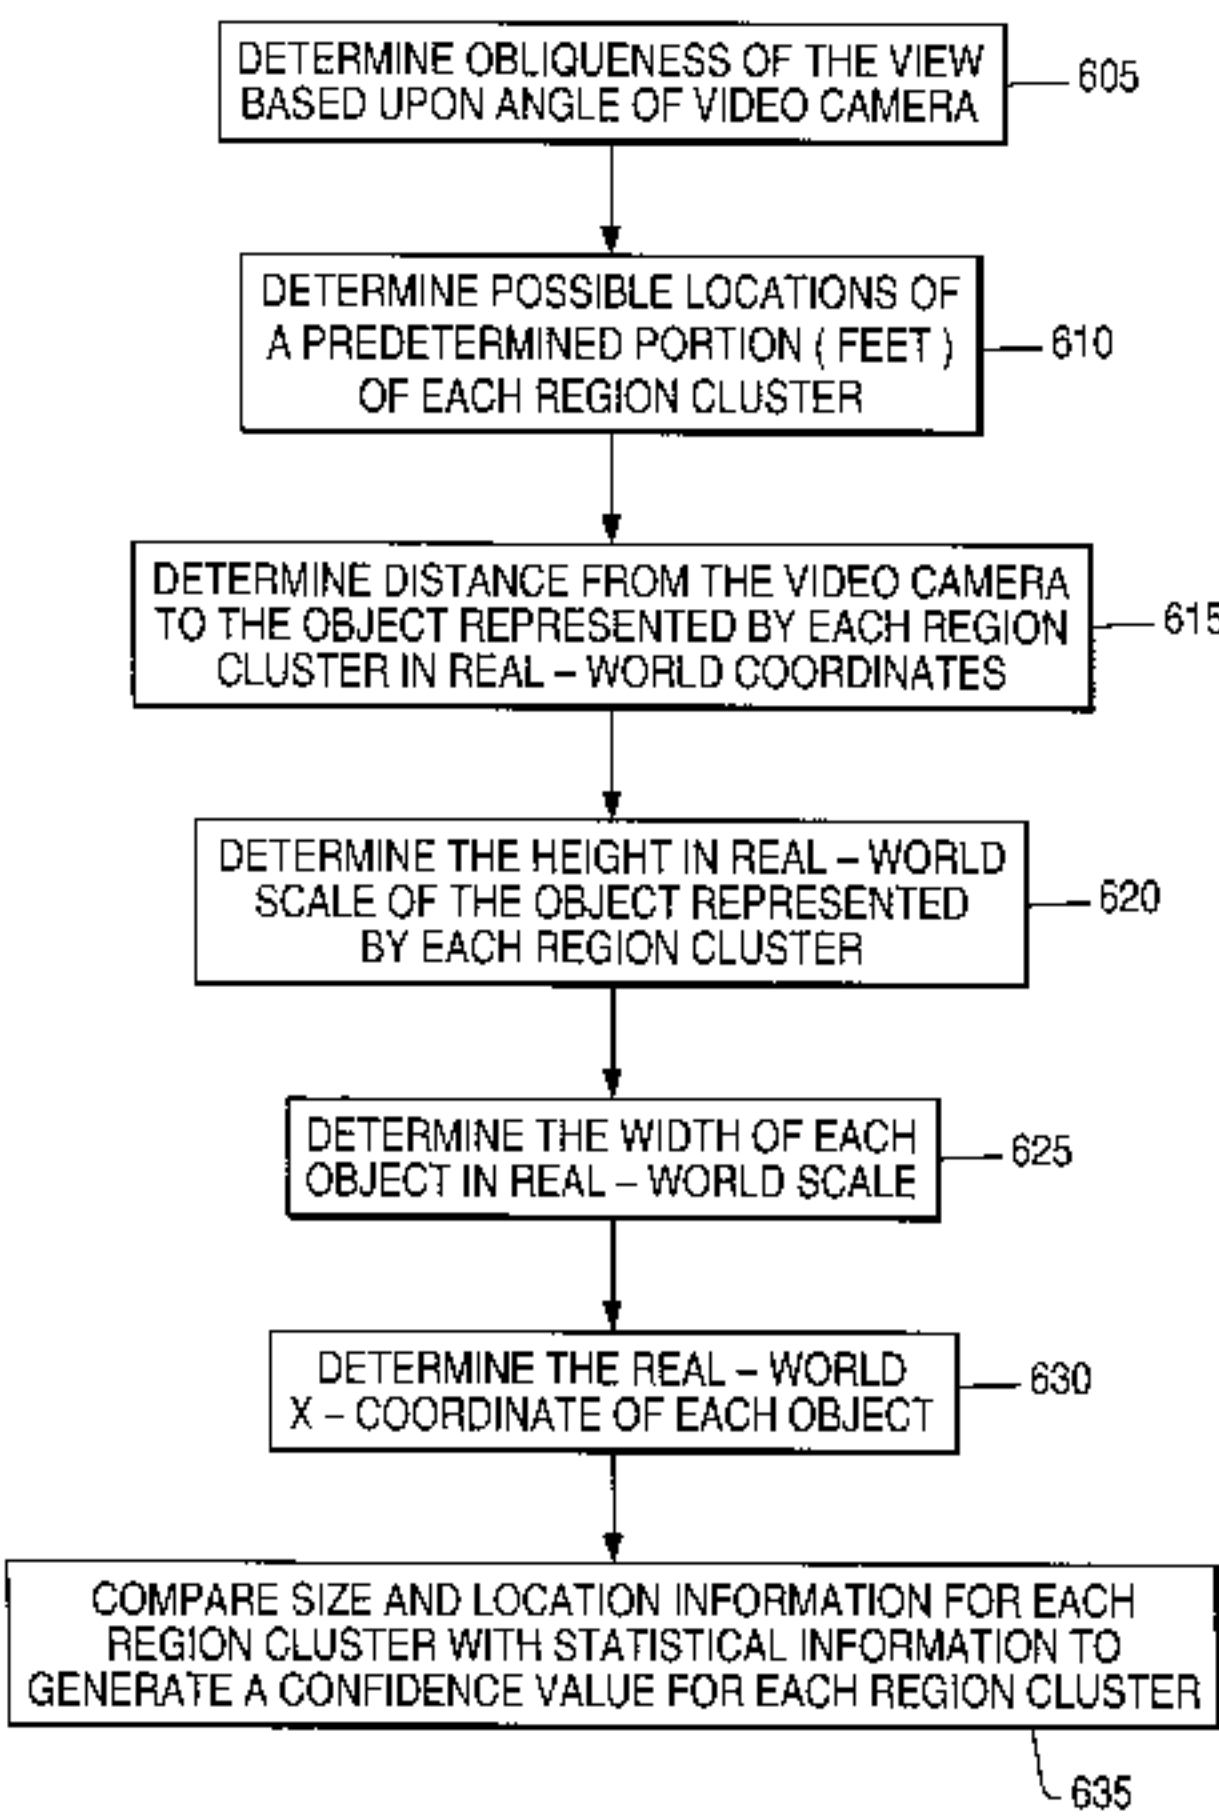 DETERMINE OBLIQUENESS OF THE VIEW
BASED UPON ANGLE OF VIDEO CAMERA
605
DETERMINE POSSIBLE LOCATIONS OF
A PREDETERMINED PORTION ( FEET )
OF EACH REGION CLUSTER
610
DETERMINE DISTANCE FROM THE VIDEO CAMERA
TO THE OBJECT REPRESENTED BY EACH REGION
CLUSTER IN REAL – WORLD COORDINATES
615
DETERMINE THE HEIGHT IN REAL – WORLD
SCALE OF THE OBJECT REPRESENTED
BY EACH REGION CLUSTER
620
DETERMINE THE WIDTH OF EACH
OBJECT IN REAL – WORLD SCALE
625
DETERMINE THE REAL – WORLD
X – COORDINATE OF EACH OBJECT
630
COMPARE SIZE AND LOCATION INFORMATION FOR EACH
REGION CLUSTER WITH STATISTICAL INFORMATION TO
GENERATE A CONFIDENCE VALUE FOR EACH REGION CLUSTER
635